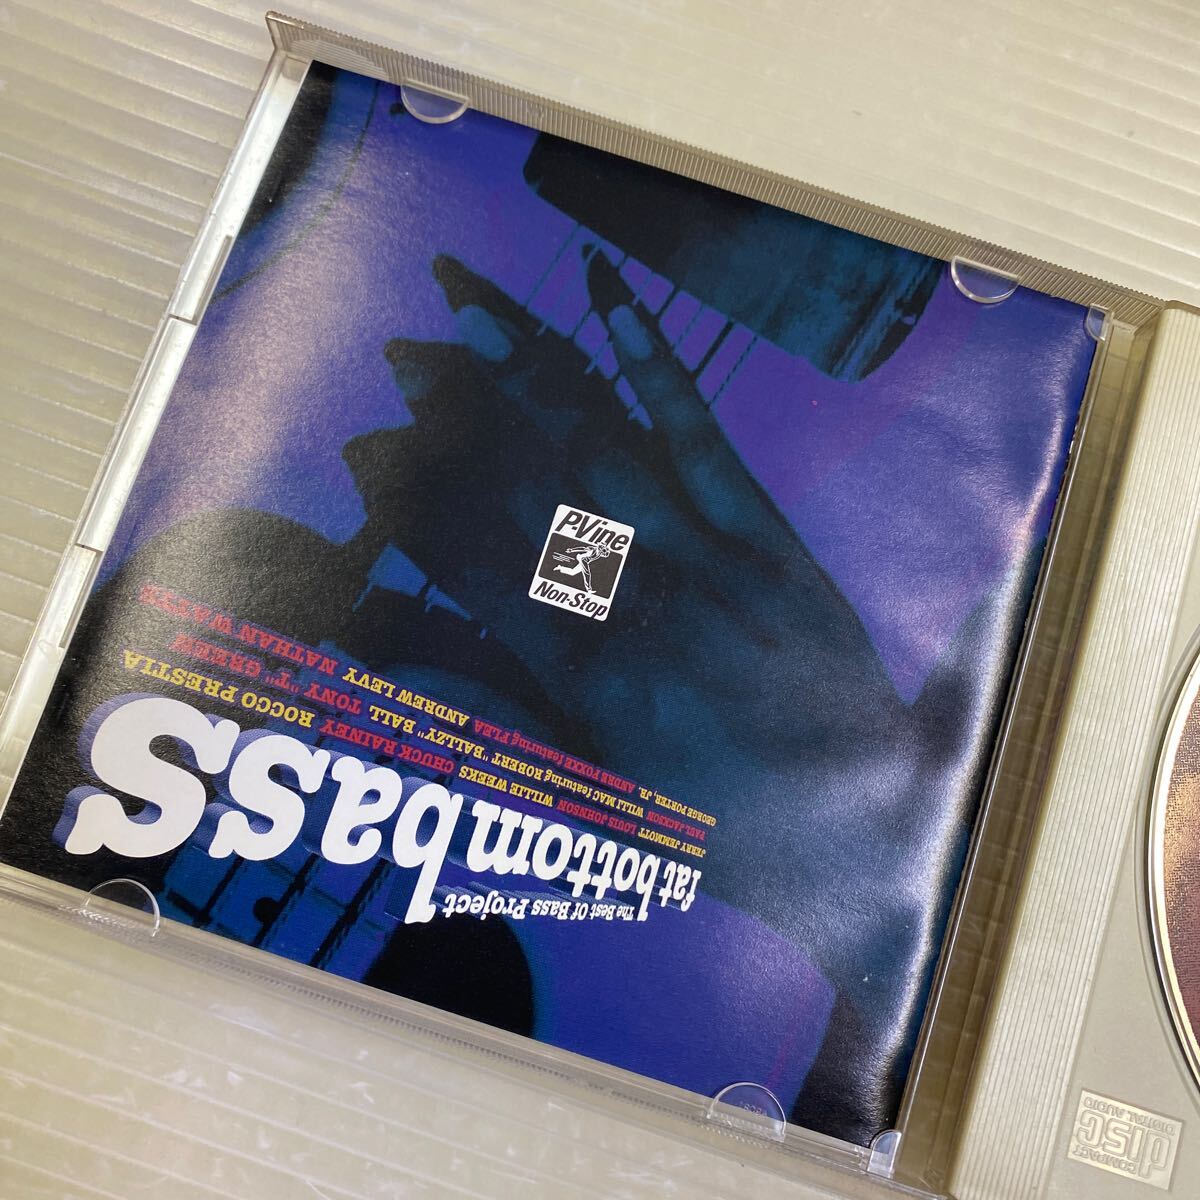 The Best Of Bass Project
fat bottom bass
JERRY JEMMOTT LOUIS JOHNSON WILLIE WEEKS CHUCK RAINEY ROCCO PRESTIA
PAUL JACKSON WILLI MAC featuring ROBERT "BALLZY" BALL TONY "T" GREEN
GEORGE PORTER, JR. ANDRE FOXXE featuring FLEA ANDREW LEVY NATHAN WATTS
P-Vine
Non-Stop
COMPACT
disc
DIGITAL AUDIO